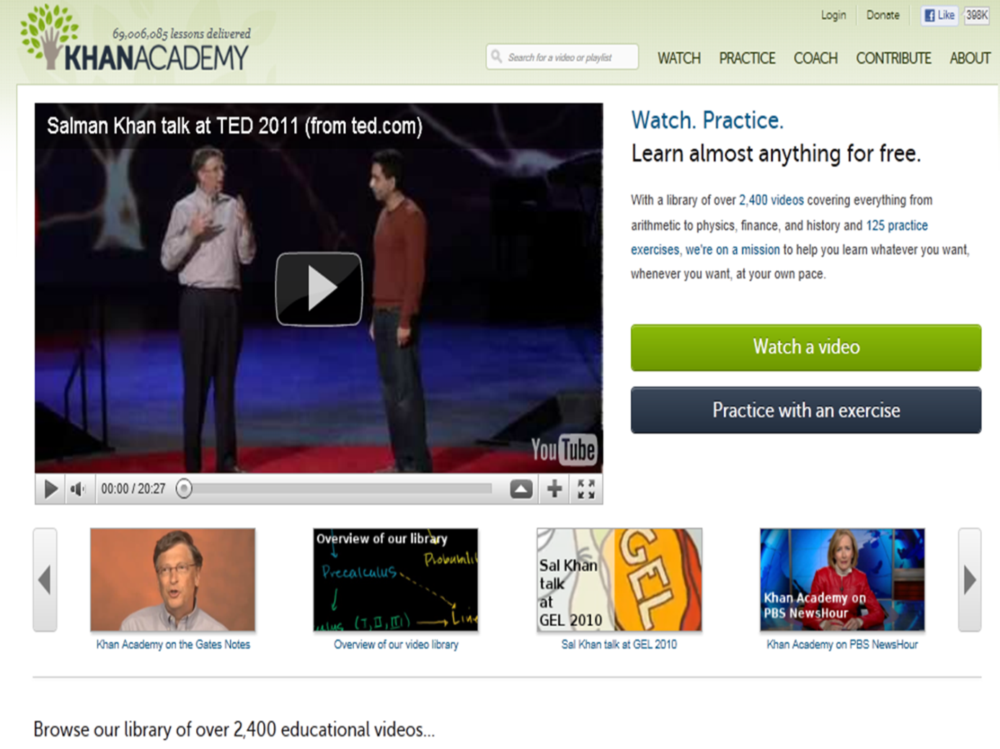 Login
Donate
Like
398K
69,006,085 lessons delivered
KHANACADEMY
Search for a video or playlist
WATCH
PRACTICE
COACH
CONTRIBUTE
ABOUT
Salman Khan talk at TED 2011 (from ted.com)
YouTube
00:00 / 20:27
Watch. Practice.
Learn almost anything for free.
With a library of over 2,400 videos covering everything from
arithmetic to physics, finance, and history and 125 practice
exercises, we're on a mission to help you learn whatever you want,
whenever you want, at your own pace.
Watch a video
Practice with an exercise
Khan Academy on the Gates Notes
Overview of our library
Precalculus
(I, II, III)
Overview of our video library
Sal Khan
talk
at
GEL 2010
GEL
Sal Khan talk at GEL 2010
Khan Academy on
PBS NewsHour
Khan Academy on PBS NewsHour
Browse our library of over 2,400 educational videos...